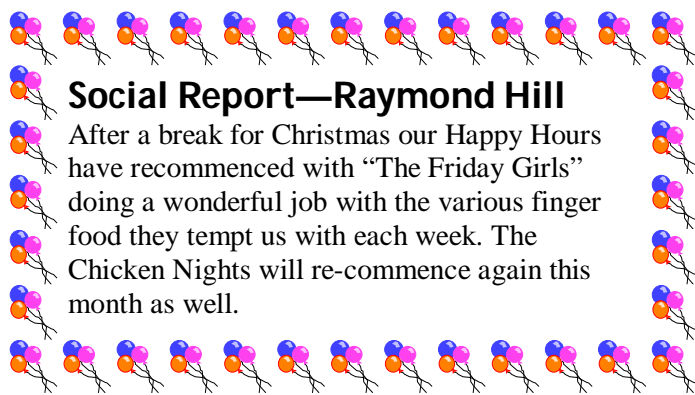 Social Report—Raymond Hill
After a break for Christmas our Happy Hours
have recommenced with “The Friday Girls”
doing a wonderful job with the various finger
food they tempt us with each week. The
Chicken Nights will re-commence again this
month as well.